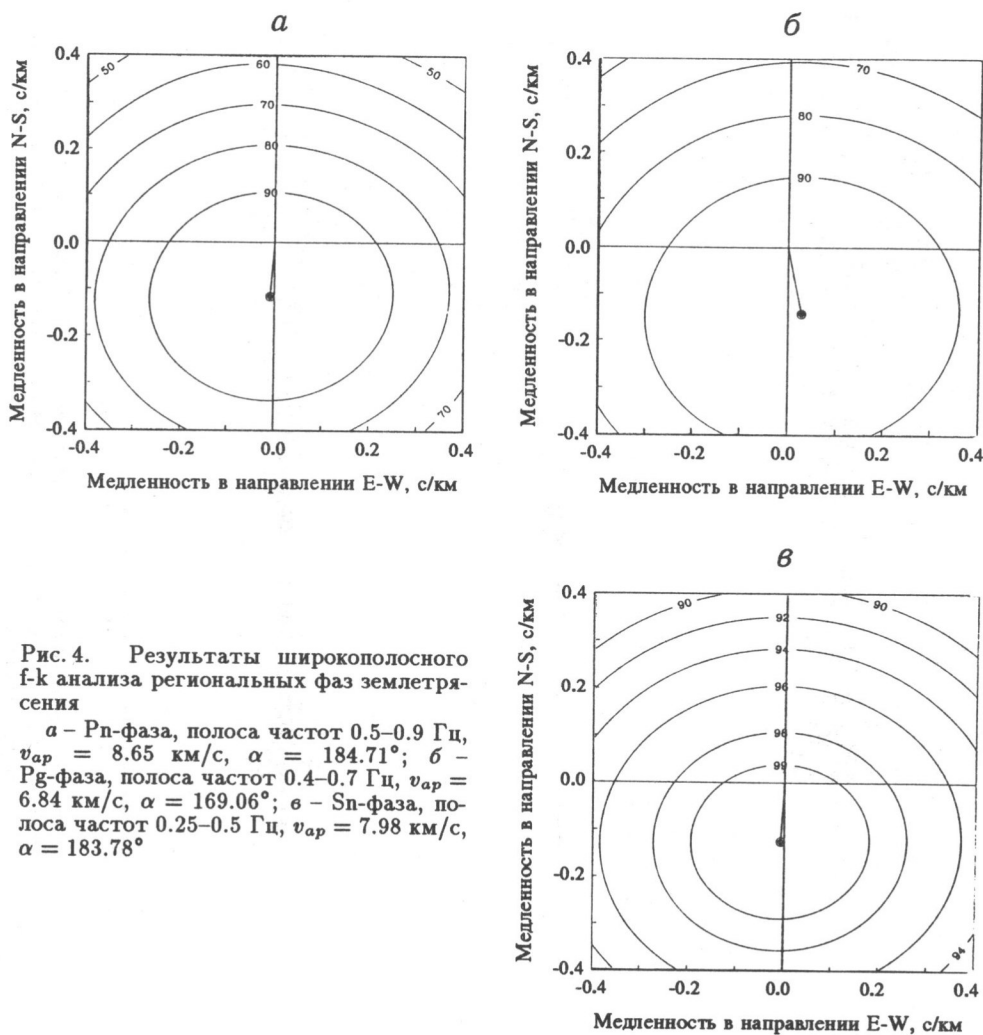 а
Медленность в направлении N-S, с/км
0.4
0.2
0.0
-0.2
-0.4
50
60
50
70
80
90
70
-0.4
-0.2
0.0
0.2
0.4
Медленность в направлении E-W, с/км
б
Медленность в направлении N-S, с/км
0.4
0.2
0.0
-0.2
-0.4
70
80
90
-0.4
-0.2
0.0
0.2
0.4
Медленность в направлении E-W, с/км
Рис. 4. Результаты широкополосного
f-k анализа региональных фаз землетря-
сения
а – Pn-фаза, полоса частот 0.5–0.9 Гц,
vap = 8.65 км/с, α = 184.71°; б –
Pg-фаза, полоса частот 0.4–0.7 Гц, vap =
6.84 км/с, α = 169.06°; в – Sn-фаза, по-
лоса частот 0.25–0.5 Гц, vap = 7.98 км/с,
α = 183.78°
в
Медленность в направлении N-S, с/км
0.4
0.2
0.0
-0.2
-0.4
90
92
90
94
96
96
99
94
-0.4
-0.2
0.0
0.2
0.4
Медленность в направлении E-W, с/км